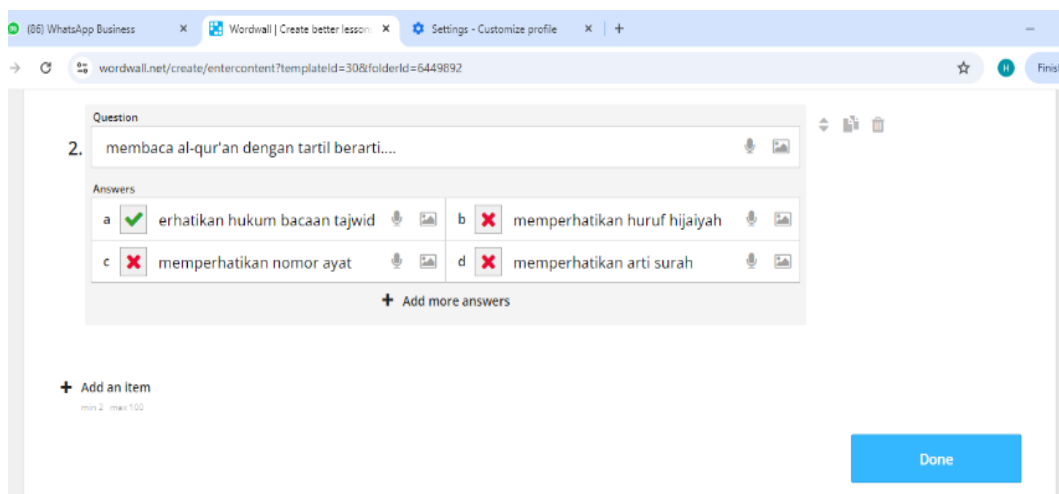 (86) WhatsApp Business
Wordwall | Create better lesson
Settings - Customize profile
wordwall.net/create/entercontent?templateId=30&folderId=6449892
H
Finis
Question
2. membaca al-qur'an dengan tartil berarti....
Answers
a erhatikan hukum bacaan tajwid
b memperhatikan huruf hijaiyah
c memperhatikan nomor ayat
d memperhatikan arti surah
+ Add more answers
+ Add an item
min 2 max 100
Done